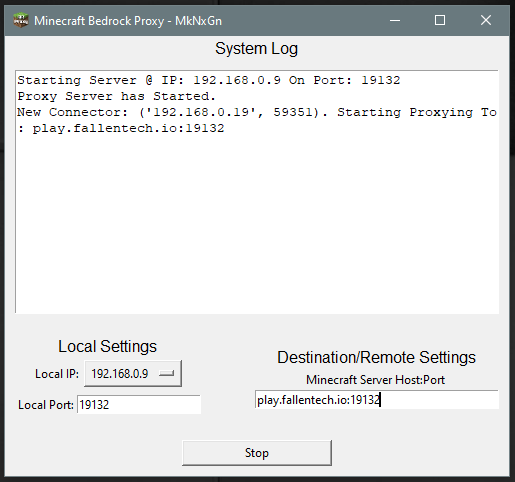 Minecraft Bedrock Proxy - MkNxGn
System Log
Starting Server @ IP: 192.168.0.9 On Port: 19132
Proxy Server has Started.
New Connector: ('192.168.0.19', 59351). Starting Proxying To
: play.fallentech.io:19132
Local Settings
Local IP: 192.168.0.9
Local Port: 19132
Destination/Remote Settings
Minecraft Server Host:Port
play.fallentech.io:19132
Stop